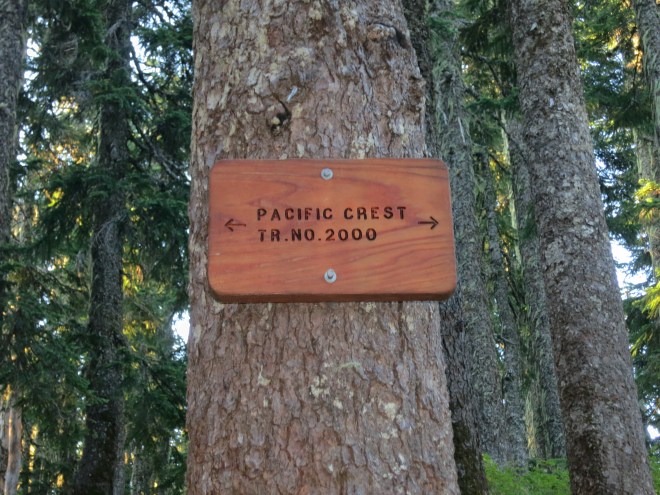 ← PACIFIC CREST →
TR.NO.2000